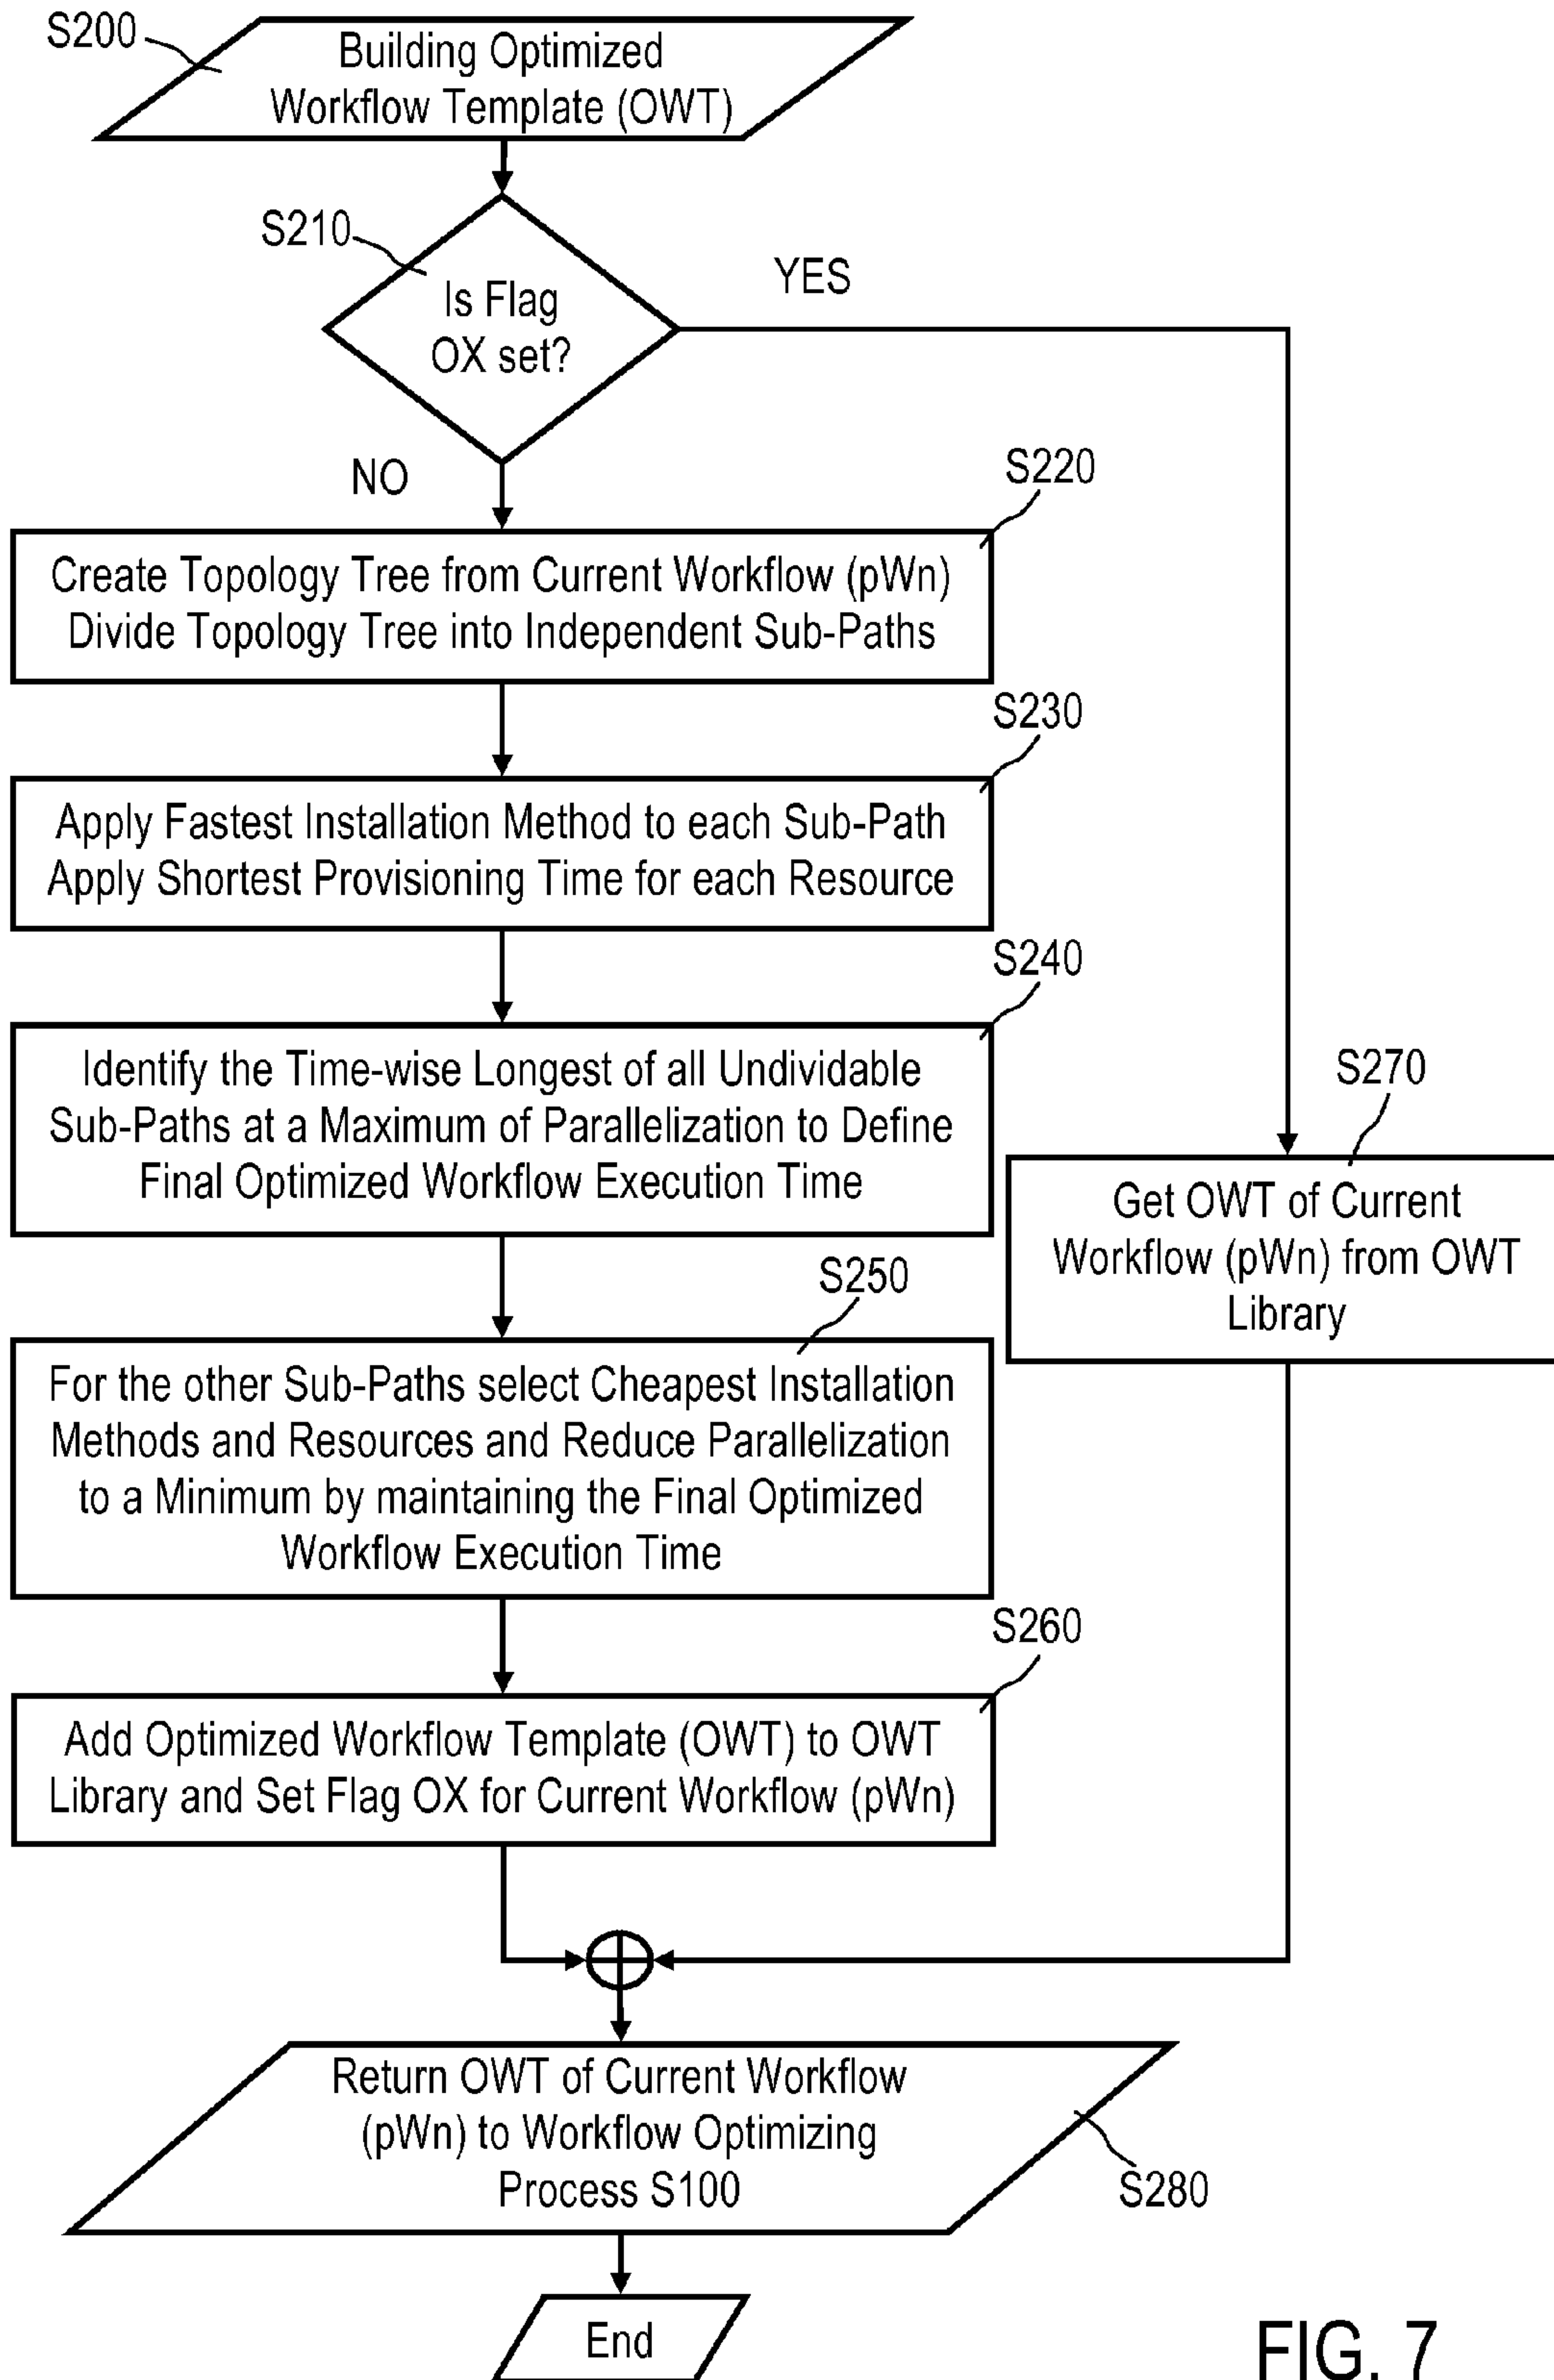 S200
Building Optimized
Workflow Template (OWT)
S210
Is Flag
OX set?
YES
NO
S220
Create Topology Tree from Current Workflow (pWn)
Divide Topology Tree into Independent Sub-Paths
S230
Apply Fastest Installation Method to each Sub-Path
Apply Shortest Provisioning Time for each Resource
S240
Identify the Time-wise Longest of all Undividable
Sub-Paths at a Maximum of Parallelization to Define
Final Optimized Workflow Execution Time
S270
Get OWT of Current
Workflow (pWn) from OWT
Library
S250
For the other Sub-Paths select Cheapest Installation
Methods and Resources and Reduce Parallelization
to a Minimum by maintaining the Final Optimized
Workflow Execution Time
S260
Add Optimized Workflow Template (OWT) to OWT
Library and Set Flag OX for Current Workflow (pWn)
Return OWT of Current Workflow
(pWn) to Workflow Optimizing
Process S100
S280
End
FIG. 7